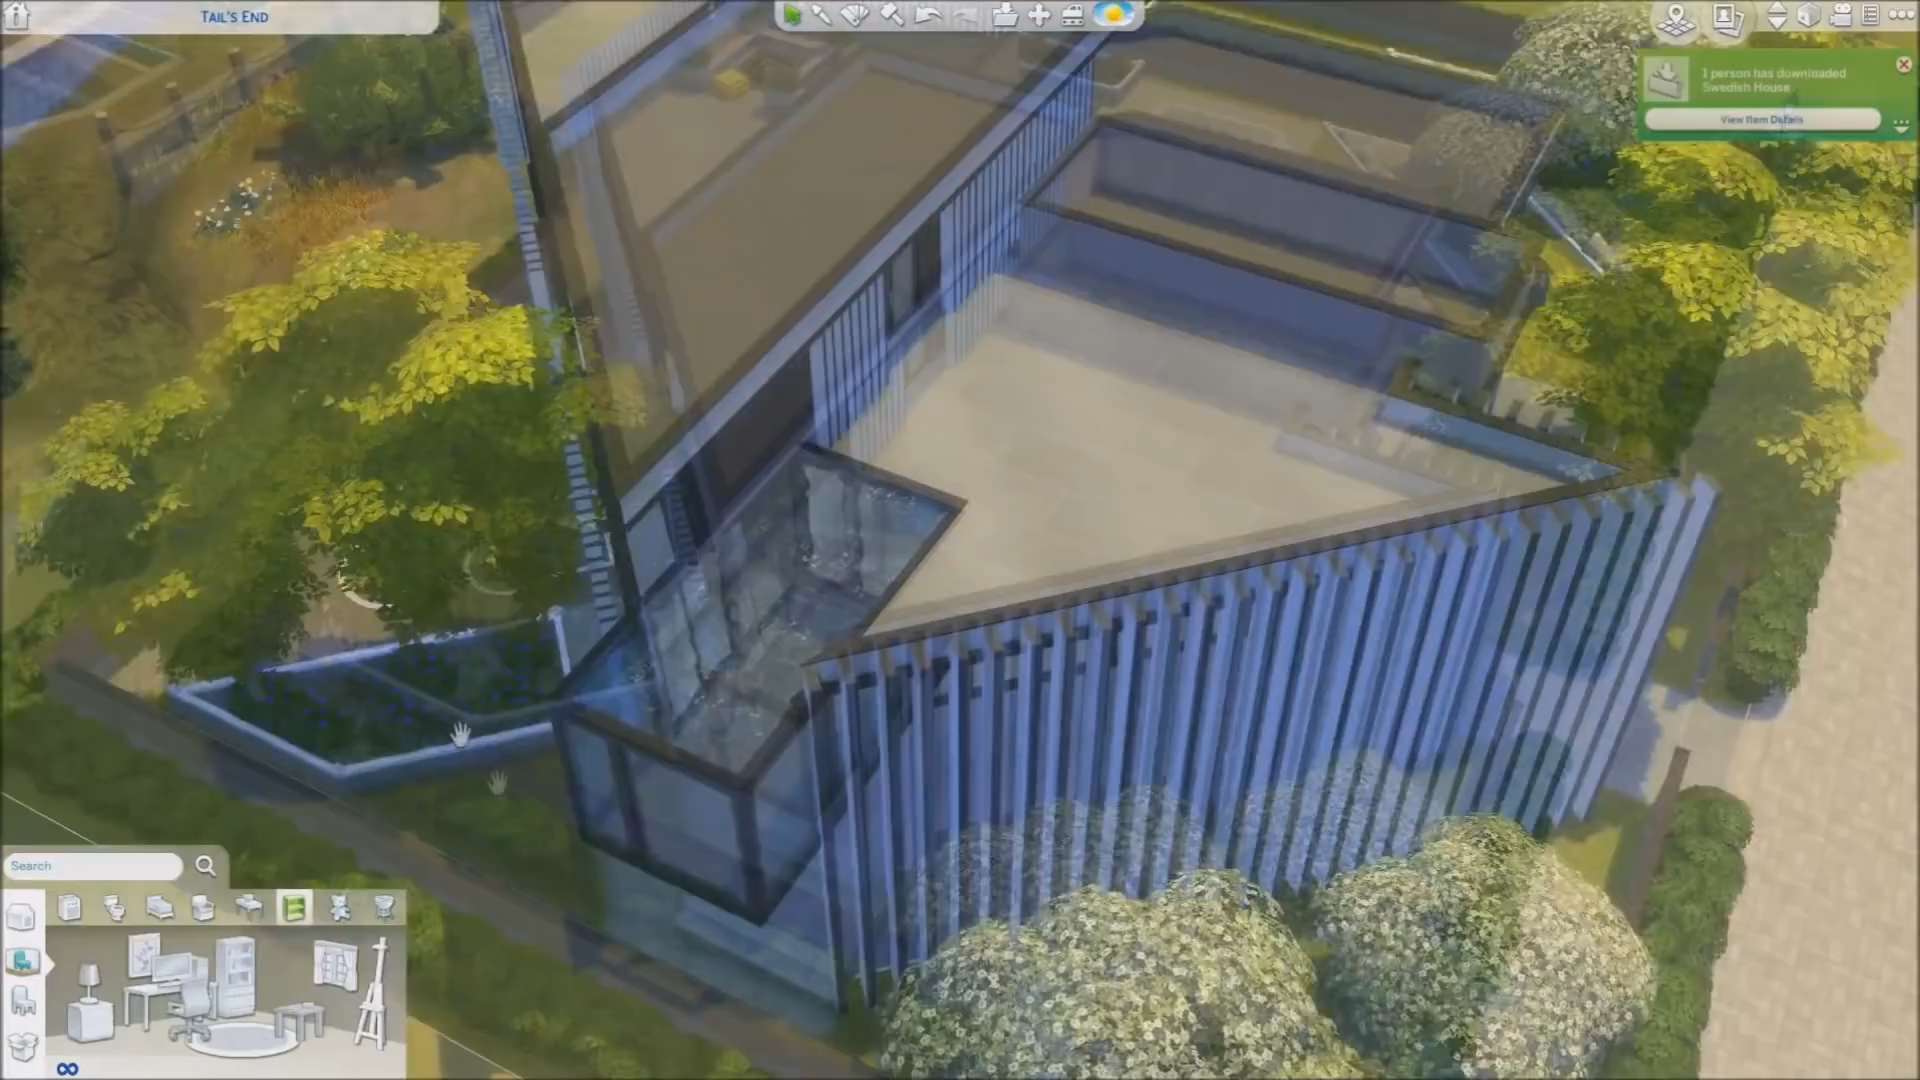 TAIL'S END
1 person has downloaded
Swedish House
View Item Details
Search